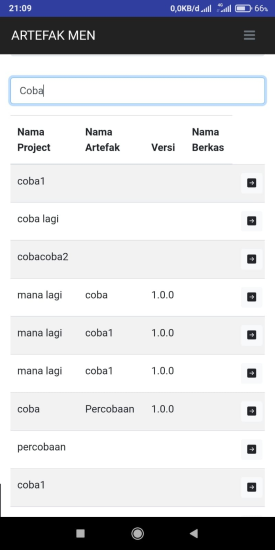 21:09 0,0KB/d 4G 66%
ARTEFAK MEN
Coba
Nama Project Nama Artefak Versi Nama Berkas
coba1
coba lagi
cobacoba2
mana lagi coba 1.0.0
mana lagi coba1 1.0.0
mana lagi coba1 1.0.0
coba Percobaan 1.0.0
percobaan
coba1